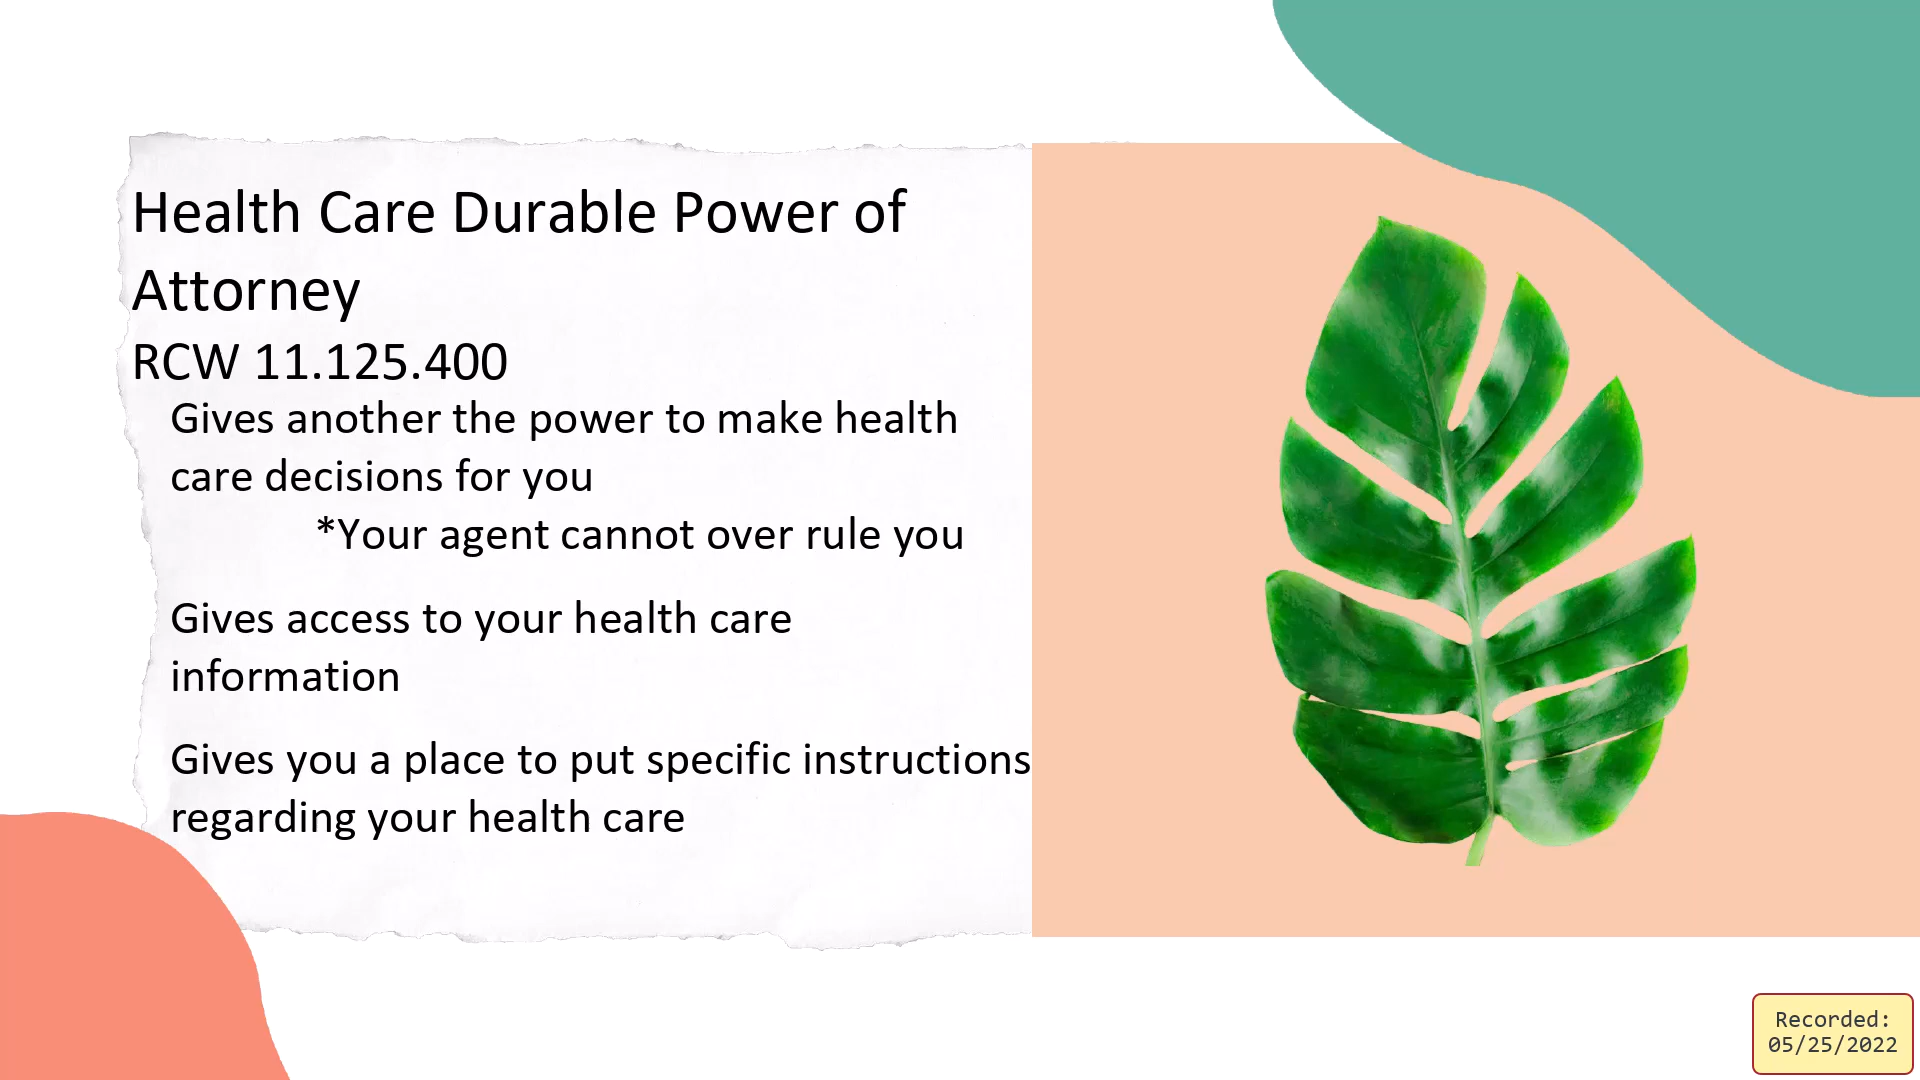 Health Care Durable Power of
Attorney
RCW 11.125.400
Gives another the power to make health
care decisions for you
*Your agent cannot over rule you
Gives access to your health care
information
Gives you a place to put specific instructions
regarding your health care
Recorded:
05/25/2022